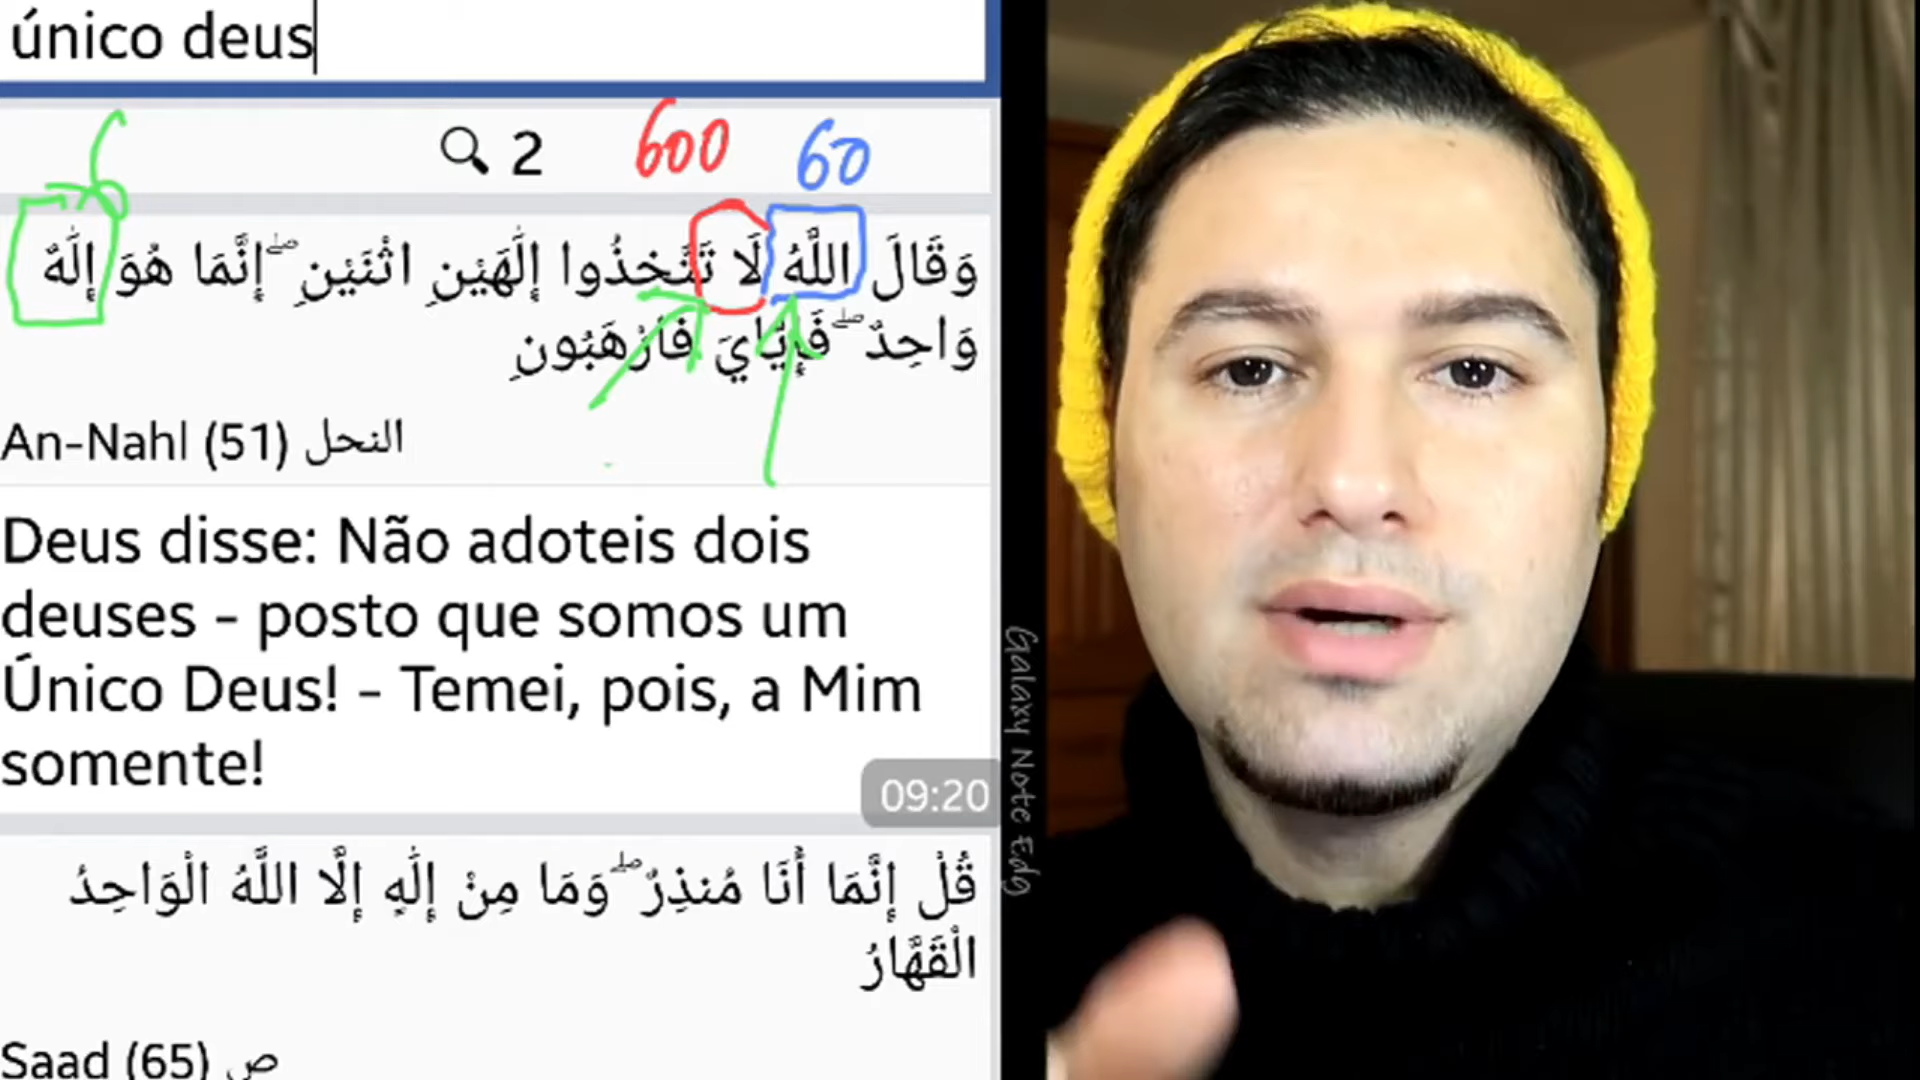 único deus
2
600
60
6
وَقَالَ اللَّهُ لَا تَتَّخِذُوا إِلَٰهَيْنِ اثْنَيْنِ ۖ إِنَّمَا هُوَ إِلَٰهٌ
وَاحِدٌ ۖ فَإِيَّايَ فَارْهَبُونِ
An-Nahl (51) النحل
Deus disse: Não adoteis dois
deuses - posto que somos um
Único Deus! - Temei, pois, a Mim
somente!
09:20
قُلْ إِنَّمَا أَنَا مُنذِرٌ ۖ وَمَا مِنْ إِلَٰهٍ إِلَّا اللَّهُ الْوَاحِدُ
الْقَهَّارُ
Saad (65) ص
Galaxy Note Edg